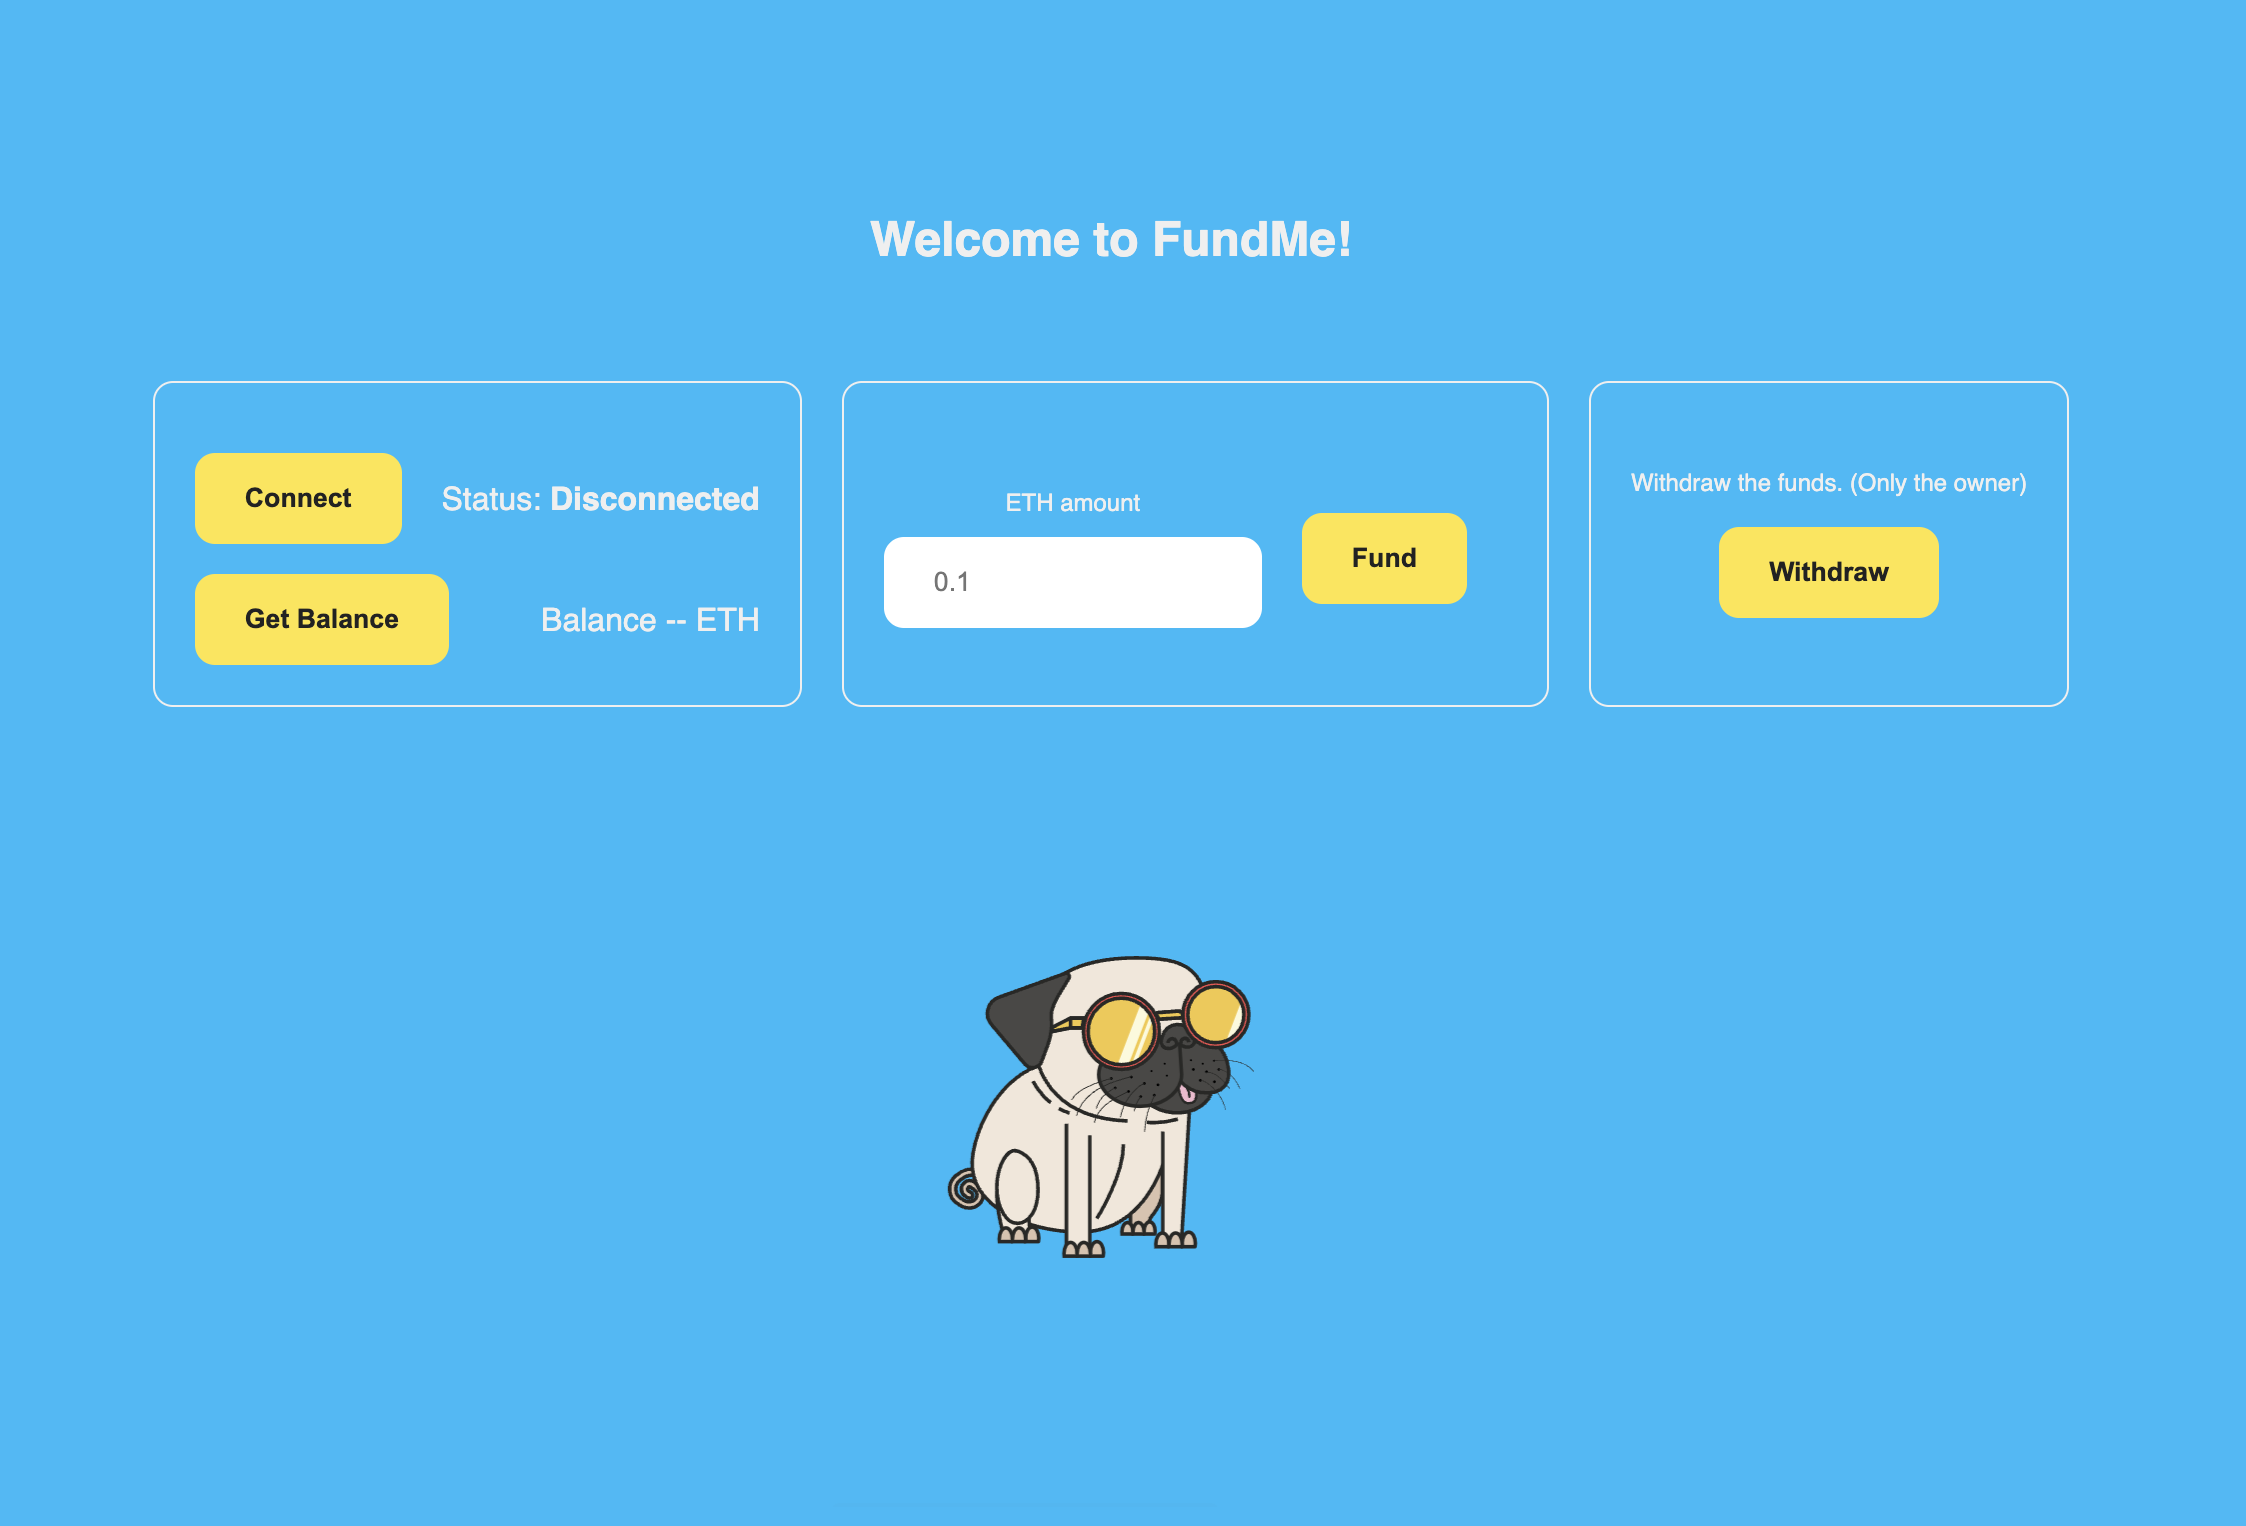 Welcome to FundMe!
Connect
Status: Disconnected
Get Balance
Balance -- ETH
ETH amount
0.1
Fund
Withdraw the funds. (Only the owner)
Withdraw